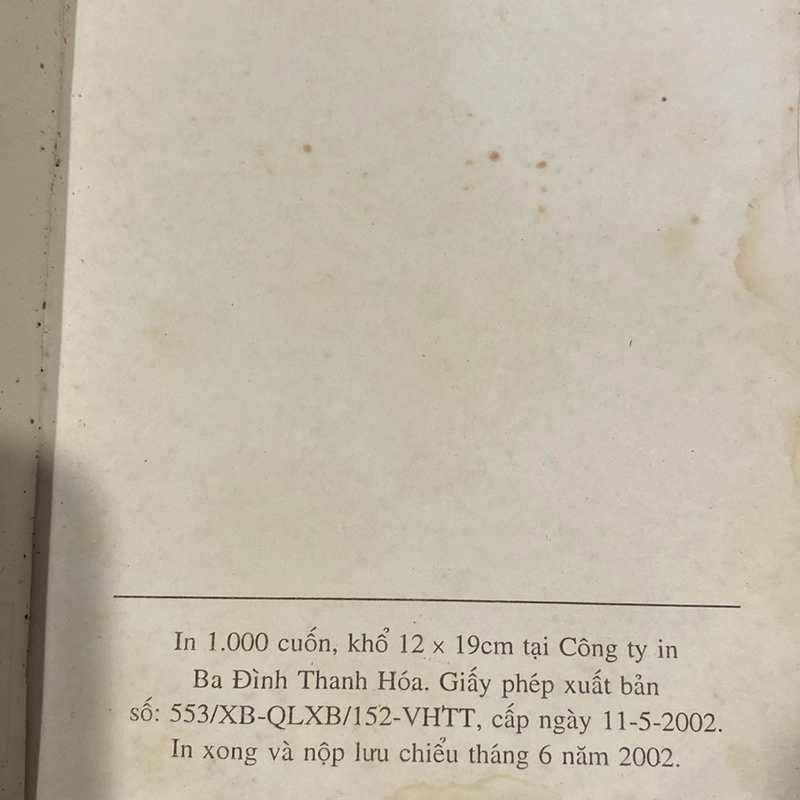 In 1.000 cuốn, khổ 12 x 19cm tại Công ty in
Ba Đình Thanh Hóa. Giấy phép xuất bản
số: 553/XB-QLXB/152-VHTT, cấp ngày 11-5-2002.
In xong và nộp lưu chiểu tháng 6 năm 2002.